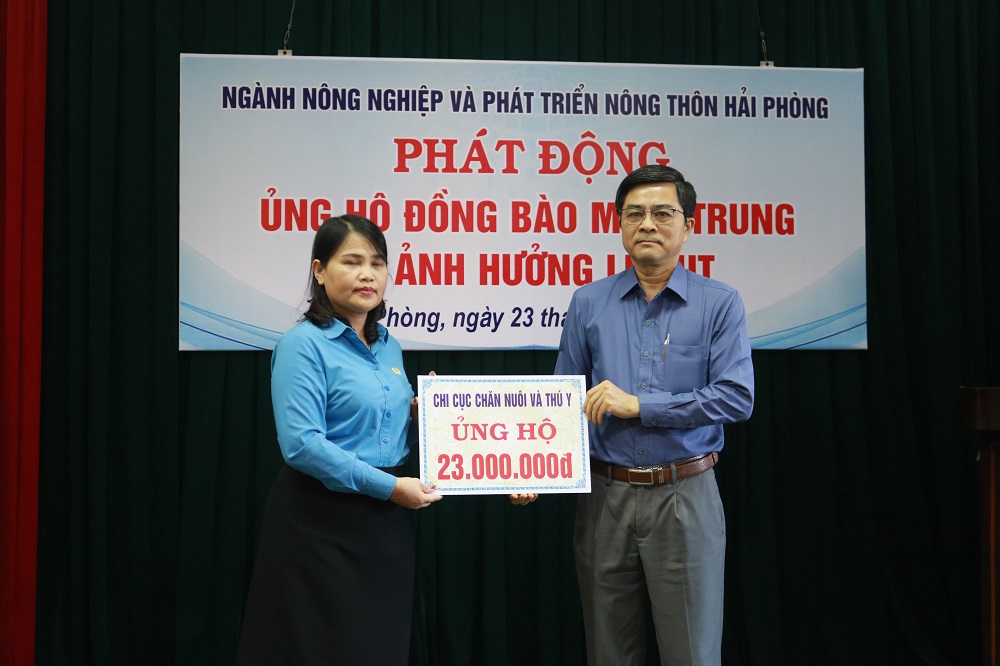 NGÀNH NÔNG NGHIỆP VÀ PHÁT TRIỂN NÔNG THÔN HẢI PHÒNG
PHÁT ĐỘNG
ỦNG HỘ ĐỒNG BÀO TRUNG
ẢNH HƯỞNG
Phòng, ngày 23
CHI CỤC CHĂN NUÔI VÀ THÚ Y
ỦNG HỘ
23.000.000đ